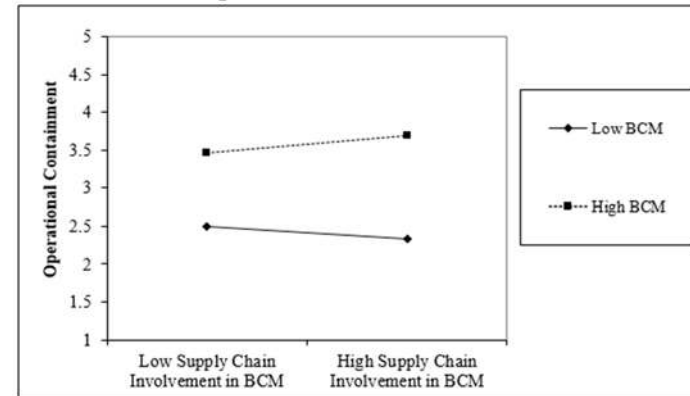 5
4.5
4
3.5
3
2.5
2
1.5
1
Operational Containment
Low Supply Chain
Involvement in BCM
High Supply Chain
Involvement in BCM
Low BCM
High BCM